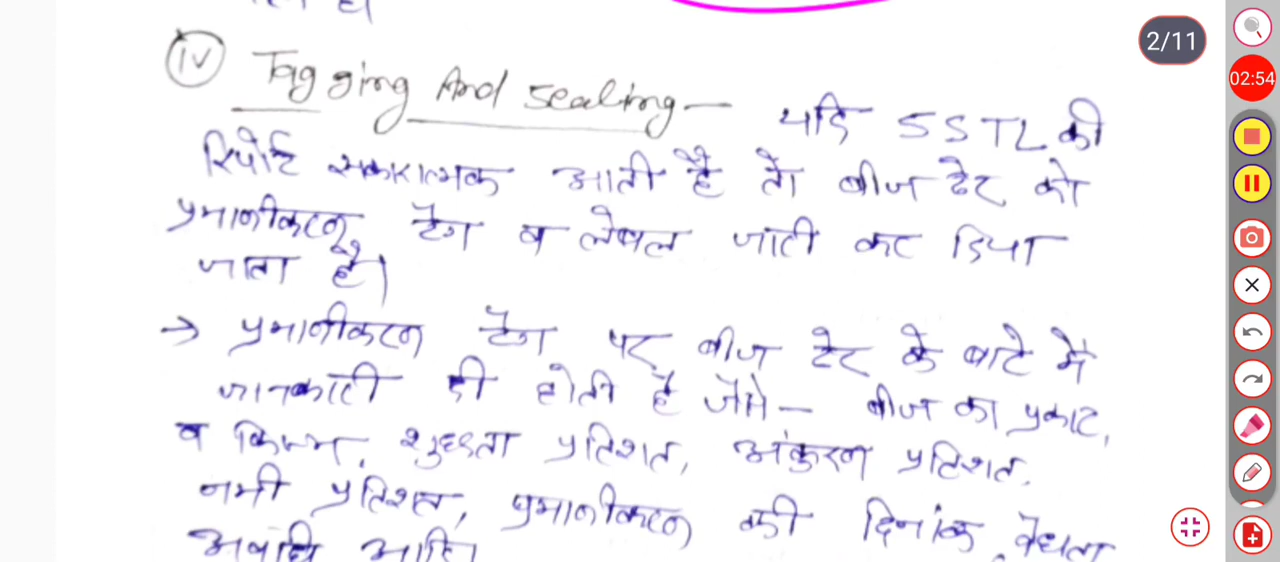 2/11
02:54
(iv) Tagging And Sealing — यदि SSTL की
रिपोर्ट सकारात्मक आती है तो बीज ढेर को
प्रमाणीकरण टैग व लेबल जारी कर दिया
जाता है।
→ प्रमाणीकरण टैग पर बीज ढेर के बारे में
जानकारी दी होती है जैसे — बीज का प्रकार,
व किस्म, शुद्धता प्रतिशत, अंकुरण प्रतिशत,
नमी प्रतिशत, प्रमाणीकरण की दिनांक, वैधता
अवधि आदि।